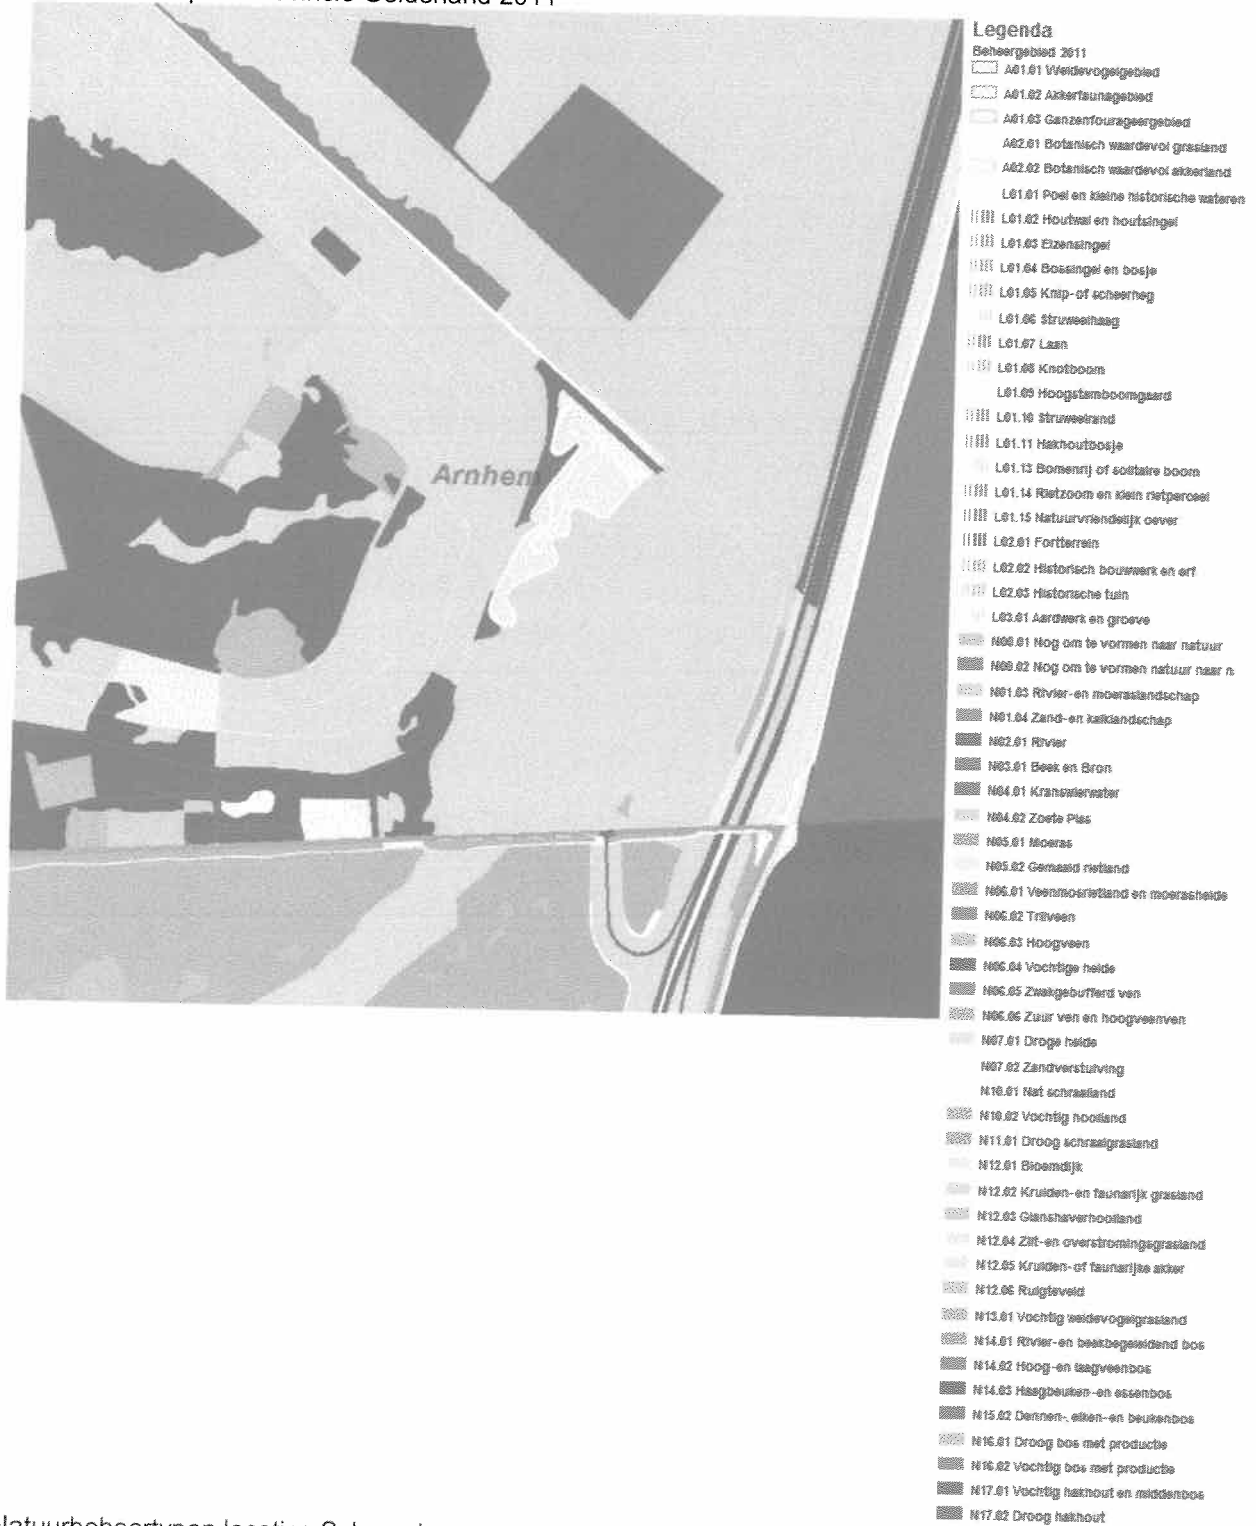 Gelderland 2011
Legenda
Beheergebied 2011
A01.01 Weidevogelgebied
A01.02 Akkerfaunagebied
A01.03 Ganzenfourageergebied
A02.01 Botanisch waardevol grasland
A02.02 Botanisch waardevol akkerland
L01.01 Poel en kleine historische wateren
L01.02 Houtwal en houtsingel
L01.03 Elzensingel
L01.04 Bossingel en bosje
L01.05 Knip-of scheerheg
L01.06 Struweelhaag
L01.07 Laan
L01.08 Knotboom
L01.09 Hoogstamboomgaard
L01.10 Struweelrand
L01.11 Hakhoutbosje
L01.13 Bomenrij of solitaire boom
L01.14 Rietzoom en klein rietperceel
L01.15 Natuurvriendelijk oever
L02.01 Fortterrein
L02.02 Historisch bouwwerk en erf
L02.03 Historische tuin
L03.01 Aardwerk en groeve
N00.01 Nog om te vormen naar natuur
N00.02 Nog om te vormen natuur naar n
N01.03 Rivier-en moeraslandschap
N01.04 Zand-en kalklandschap
N02.01 Rivier
N03.01 Beek en Bron
N04.01 Kranswierwater
N04.02 Zoete Plas
N05.01 Moeras
N05.02 Gemaaid rietland
N06.01 Veenmosrietland en moerasheide
N06.02 Trilveen
N06.03 Hoogveen
N06.04 Vochtige heide
N06.05 Zwakgebufferd ven
N06.06 Zuur ven en hoogveenven
N07.01 Droge heide
N07.02 Zandverstuiving
N10.01 Nat schraalland
N10.02 Vochtig hooiland
N11.01 Droog schraalgrasland
N12.01 Bloemdijk
N12.02 Kruiden-en faunarijk grasland
N12.03 Glanshaverhooiland
N12.04 Zilt-en overstromingsgrasland
N12.05 Kruiden-of faunarijke akker
N12.06 Ruigteveld
N13.01 Vochtig weidevogelgrasland
N14.01 Rivier-en beekbegeleidend bos
N14.02 Hoog-en laagveenbos
N14.03 Haagbeuken-en essenbos
N15.02 Dennen-, eiken-en beukenbos
N16.01 Droog bos met productie
N16.02 Vochtig bos met productie
N17.01 Vochtig hakhout en middenbos
N17.02 Droog hakhout
Arnhem
Natuurbeheertypen locatie